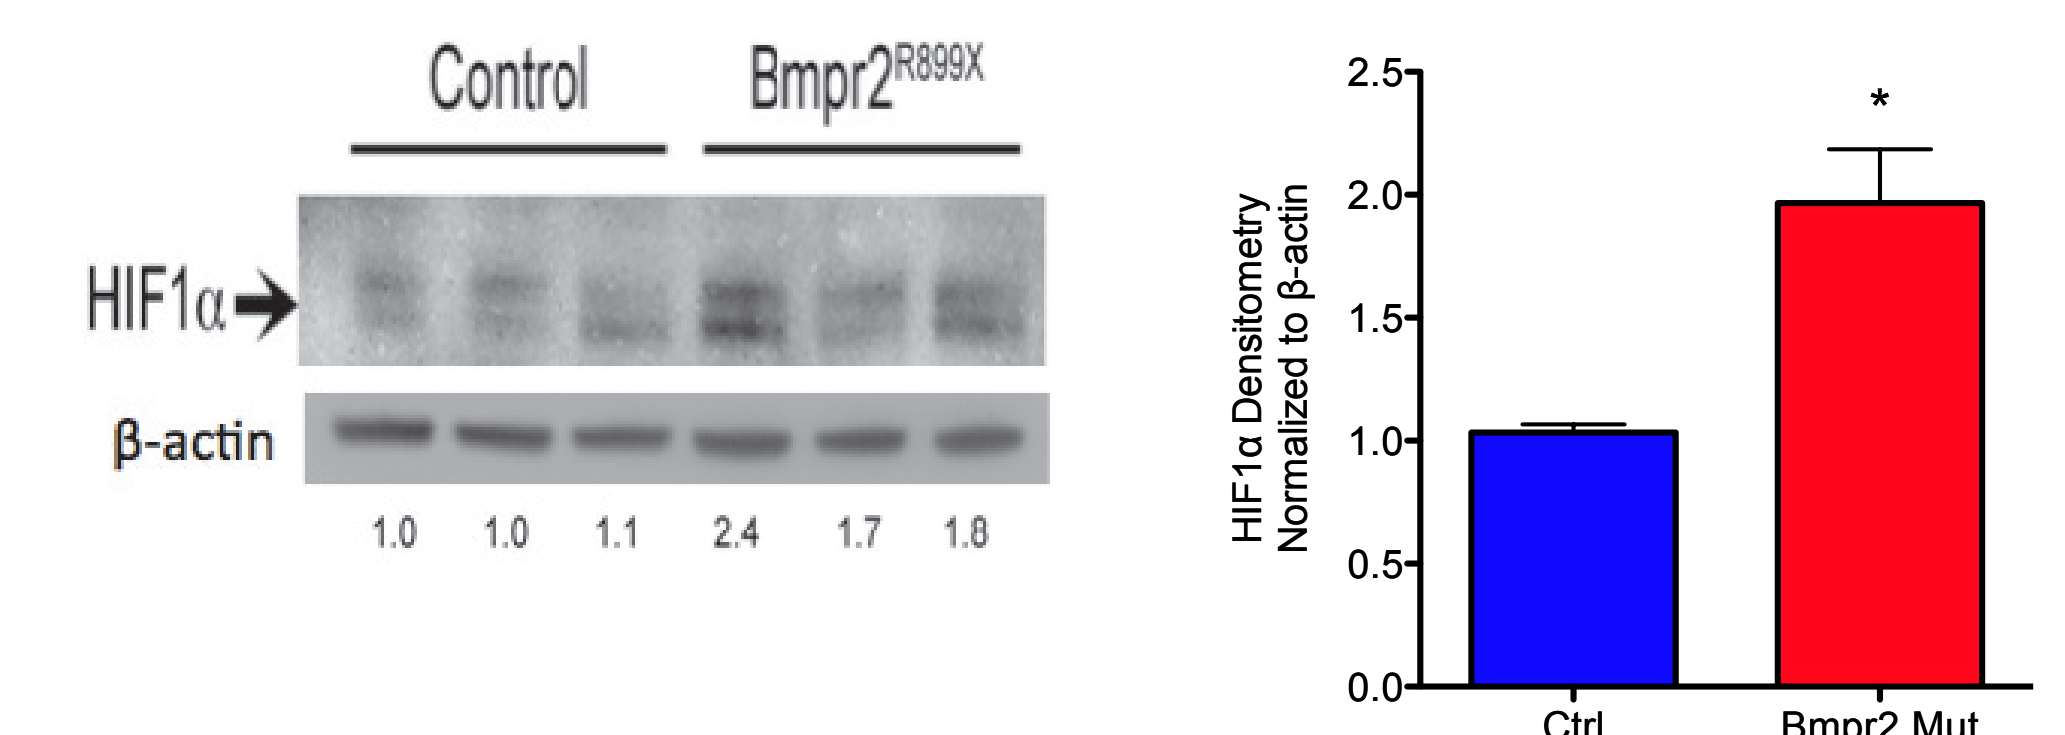 Control Bmpr2R899X
HIF1α
β-actin
1.0 1.0 1.1 2.4 1.7 1.8
HIF1α Densitometry
Normalized to β-actin
2.5
2.0
1.5
1.0
0.5
0.0
*
Ctrl Bmpr2 Mut